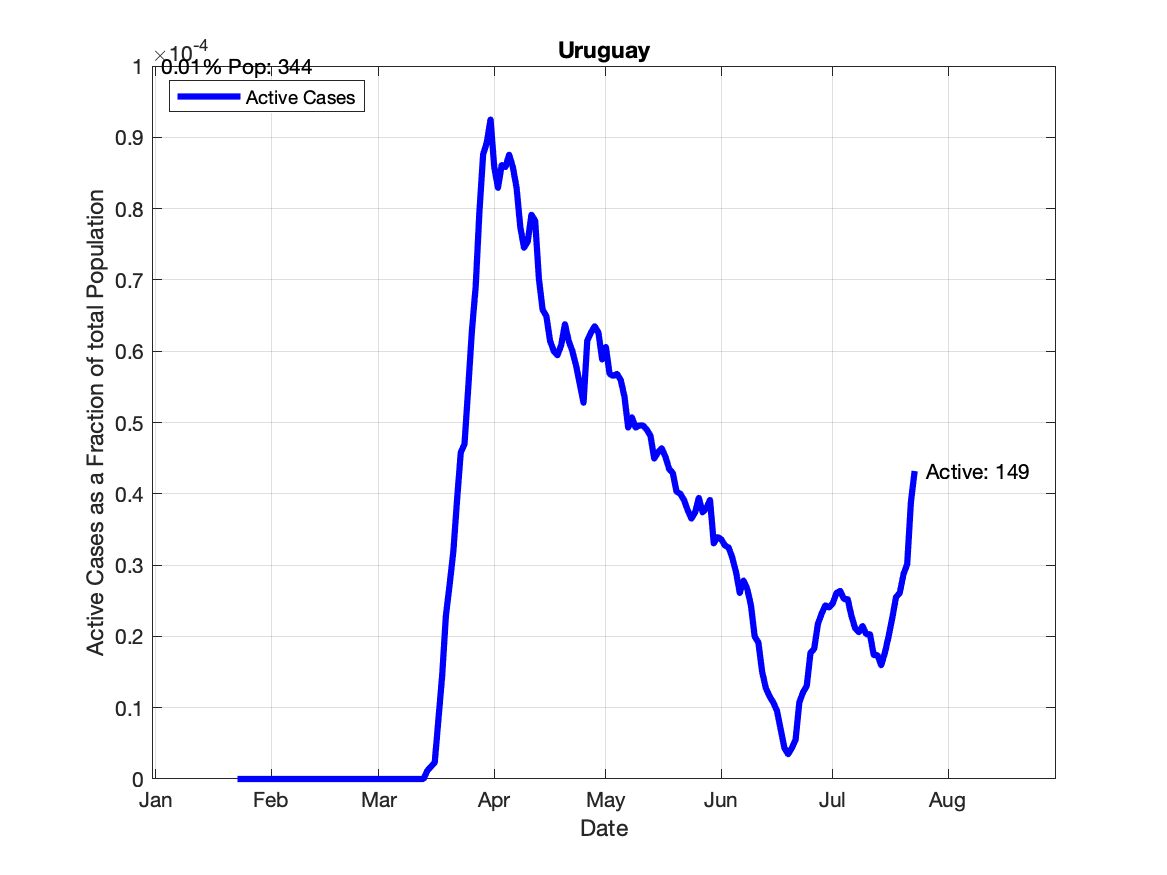 Uruguay
×10-4
0.01% Pop: 344
Active Cases
1
0.9
0.8
0.7
0.6
0.5
0.4
0.3
0.2
0.1
0
Active Cases as a Fraction of total Population
Active: 149
Jan Feb Mar Apr May Jun Jul Aug
Date